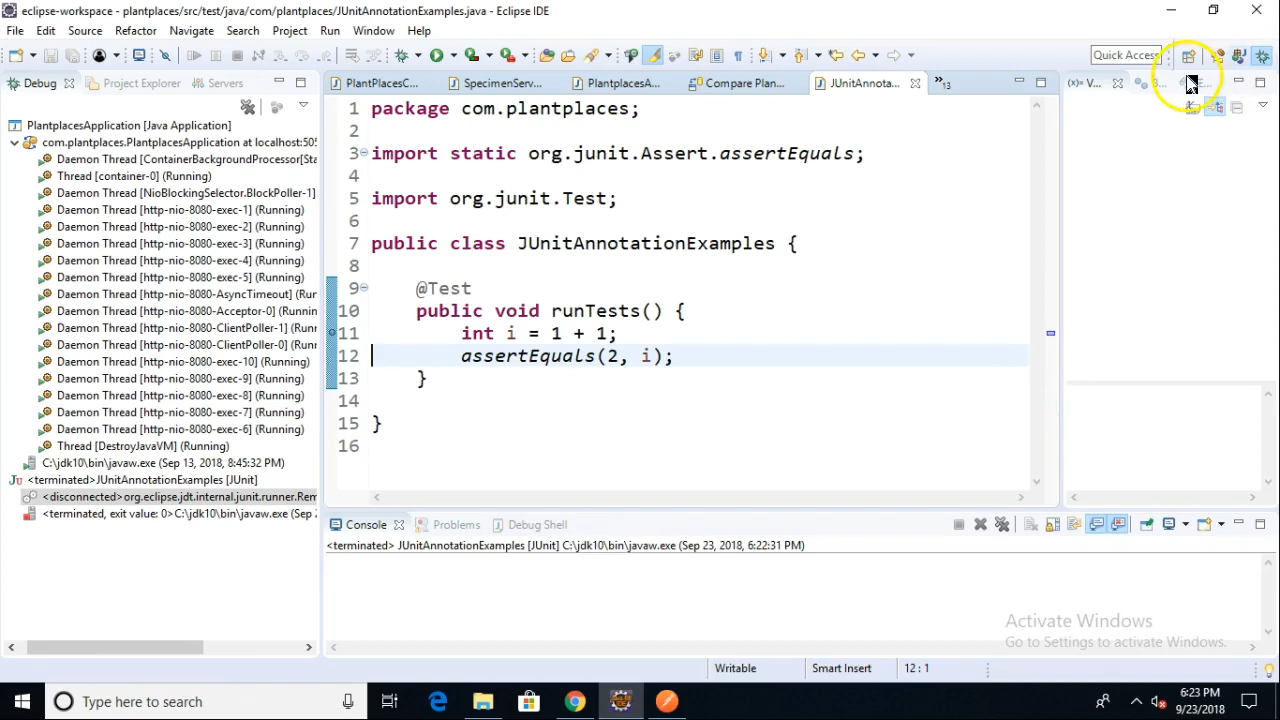 eclipse-workspace - plantplaces/src/test/java/com/plantplaces/JUnitAnnotationExamples.java - Eclipse IDE
File Edit Source Refactor Navigate Search Project Run Window Help
Quick Access
Debug Project Explorer Servers
PlantPlacesC... SpecimenServ... PlantplacesA... Compare Plan... JUnitAnnota... »13
(x)= V...
PlantplacesApplication [Java Application]
com.plantplaces.PlantplacesApplication at localhost:505
Daemon Thread [ContainerBackgroundProcessor[Sta
Thread [container-0] (Running)
Daemon Thread [NioBlockingSelector.BlockPoller-1]
Daemon Thread [http-nio-8080-exec-1] (Running)
Daemon Thread [http-nio-8080-exec-2] (Running)
Daemon Thread [http-nio-8080-exec-3] (Running)
Daemon Thread [http-nio-8080-exec-4] (Running)
Daemon Thread [http-nio-8080-exec-5] (Running)
Daemon Thread [http-nio-8080-AsyncTimeout] (Run
Daemon Thread [http-nio-8080-Acceptor-0] (Runnin
Daemon Thread [http-nio-8080-ClientPoller-1] (Run
Daemon Thread [http-nio-8080-ClientPoller-0] (Run
Daemon Thread [http-nio-8080-exec-10] (Running)
Daemon Thread [http-nio-8080-exec-9] (Running)
Daemon Thread [http-nio-8080-exec-8] (Running)
Daemon Thread [http-nio-8080-exec-7] (Running)
Daemon Thread [http-nio-8080-exec-6] (Running)
Thread [DestroyJavaVM] (Running)
C:\jdk10\bin\javaw.exe (Sep 13, 2018, 8:45:32 PM)
<terminated>JUnitAnnotationExamples [JUnit]
<disconnected>org.eclipse.jdt.internal.junit.runner.Rem
<terminated, exit value: 0>C:\jdk10\bin\javaw.exe (Sep 2
1 package com.plantplaces;
2
3 import static org.junit.Assert.assertEquals;
4
5 import org.junit.Test;
6
7 public class JUnitAnnotationExamples {
8
9 @Test
10 public void runTests() {
11 int i = 1 + 1;
12 assertEquals(2, i);
13 }
14
15 }
16
Console Problems Debug Shell
<terminated> JUnitAnnotationExamples [JUnit] C:\jdk10\bin\javaw.exe (Sep 23, 2018, 6:22:31 PM)
Activate Windows
Go to Settings to activate Windows.
Writable Smart Insert 12 : 1
Type here to search
6:23 PM
9/23/2018